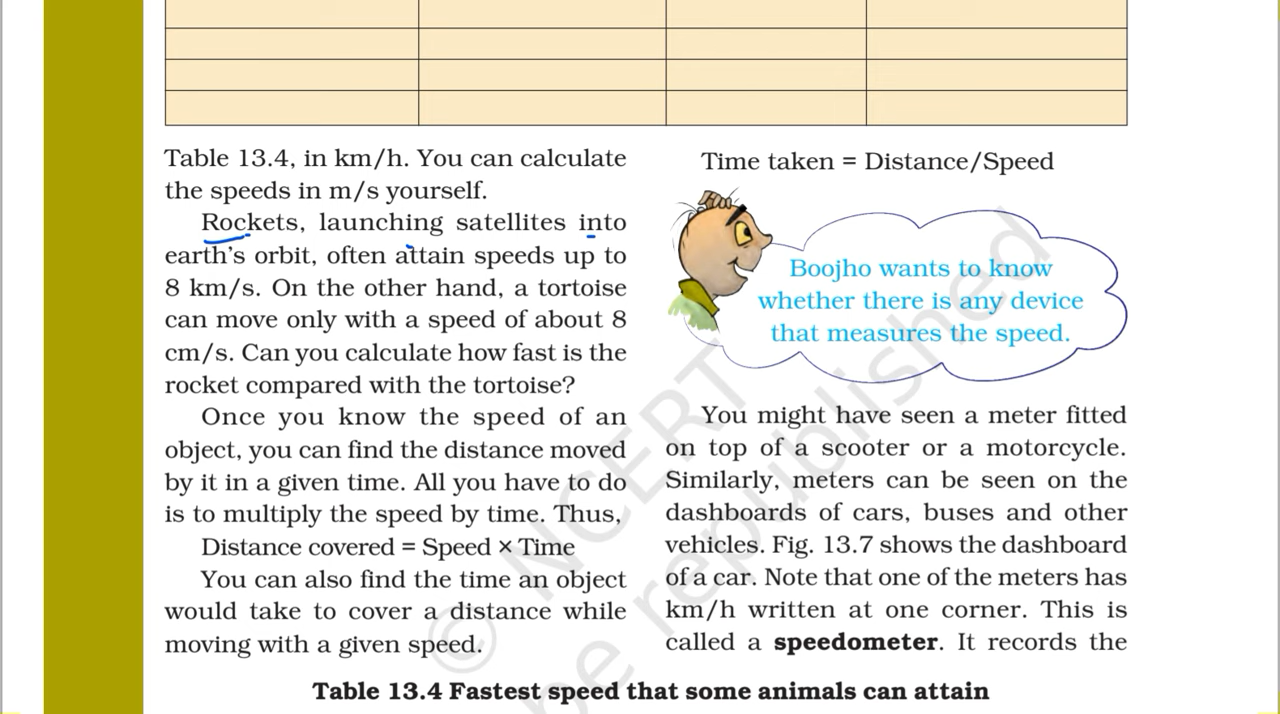 Table 13.4, in km/h. You can calculate
the speeds in m/s yourself.
Rockets, launching satellites into
earth's orbit, often attain speeds up to
8 km/s. On the other hand, a tortoise
can move only with a speed of about 8
cm/s. Can you calculate how fast is the
rocket compared with the tortoise?
Once you know the speed of an
object, you can find the distance moved
by it in a given time. All you have to do
is to multiply the speed by time. Thus,
Distance covered = Speed × Time
You can also find the time an object
would take to cover a distance while
moving with a given speed.
Time taken = Distance/Speed
Boojho wants to know
whether there is any device
that measures the speed.
You might have seen a meter fitted
on top of a scooter or a motorcycle.
Similarly, meters can be seen on the
dashboards of cars, buses and other
vehicles. Fig. 13.7 shows the dashboard
of a car. Note that one of the meters has
km/h written at one corner. This is
called a speedometer. It records the
Table 13.4 Fastest speed that some animals can attain
© NCERT
be republished